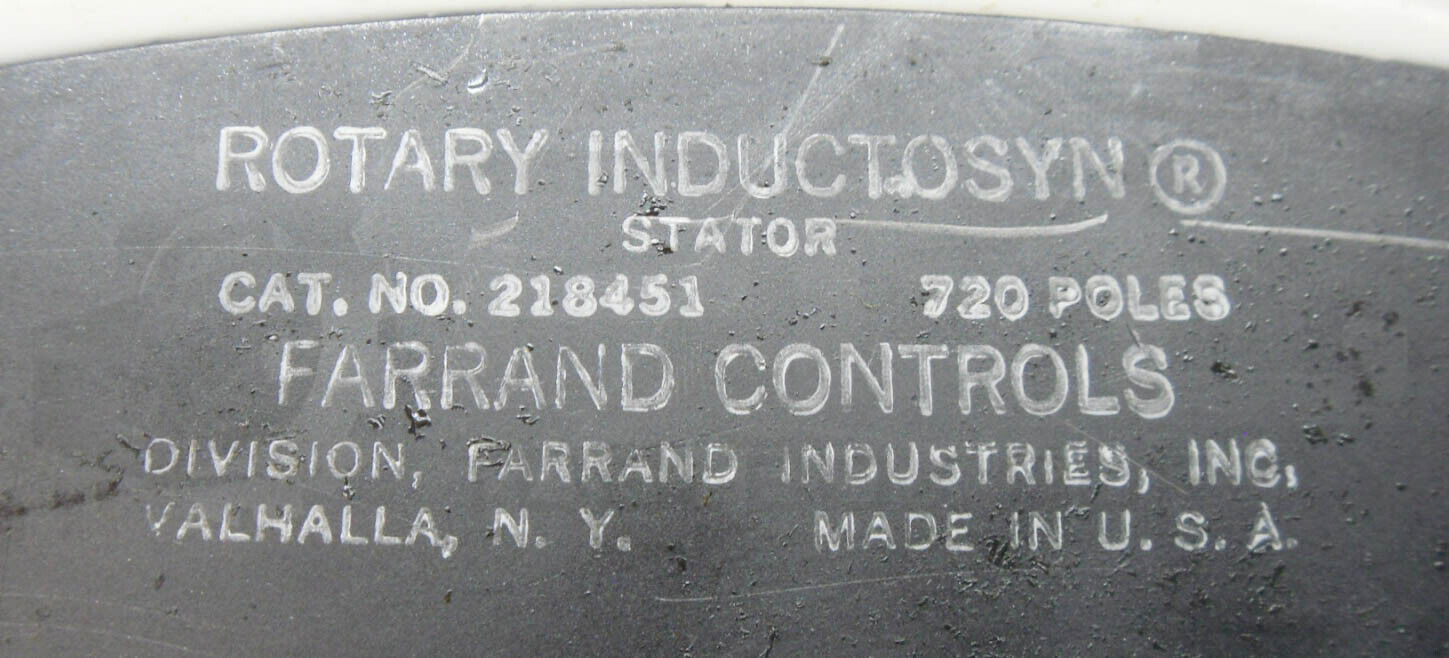 ROTARY INDUCTOSYN ®
STATOR
CAT. NO. 218451 720 POLES
FARRAND CONTROLS
DIVISION, FARRAND INDUSTRIES, INC,
VALHALLA, N. Y. MADE IN U. S. A.